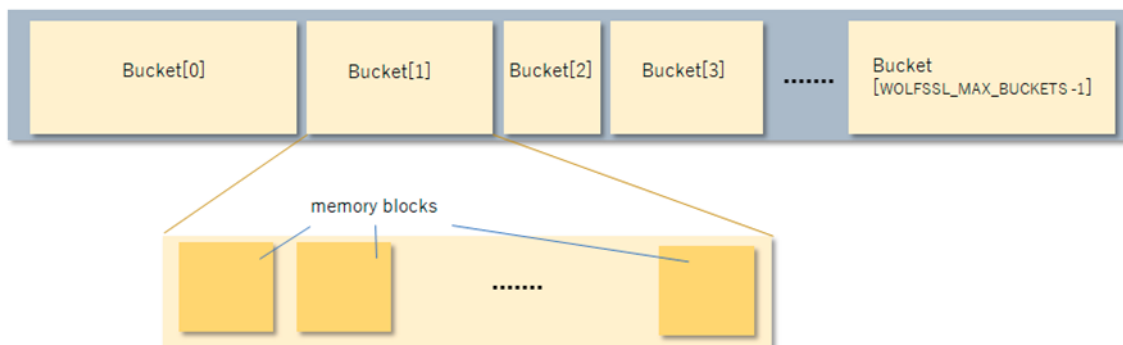 Bucket[0]
Bucket[1]
Bucket[2]
Bucket[3]
.......
Bucket
[WOLFSSL_MAX_BUCKETS -1]
memory blocks
.......